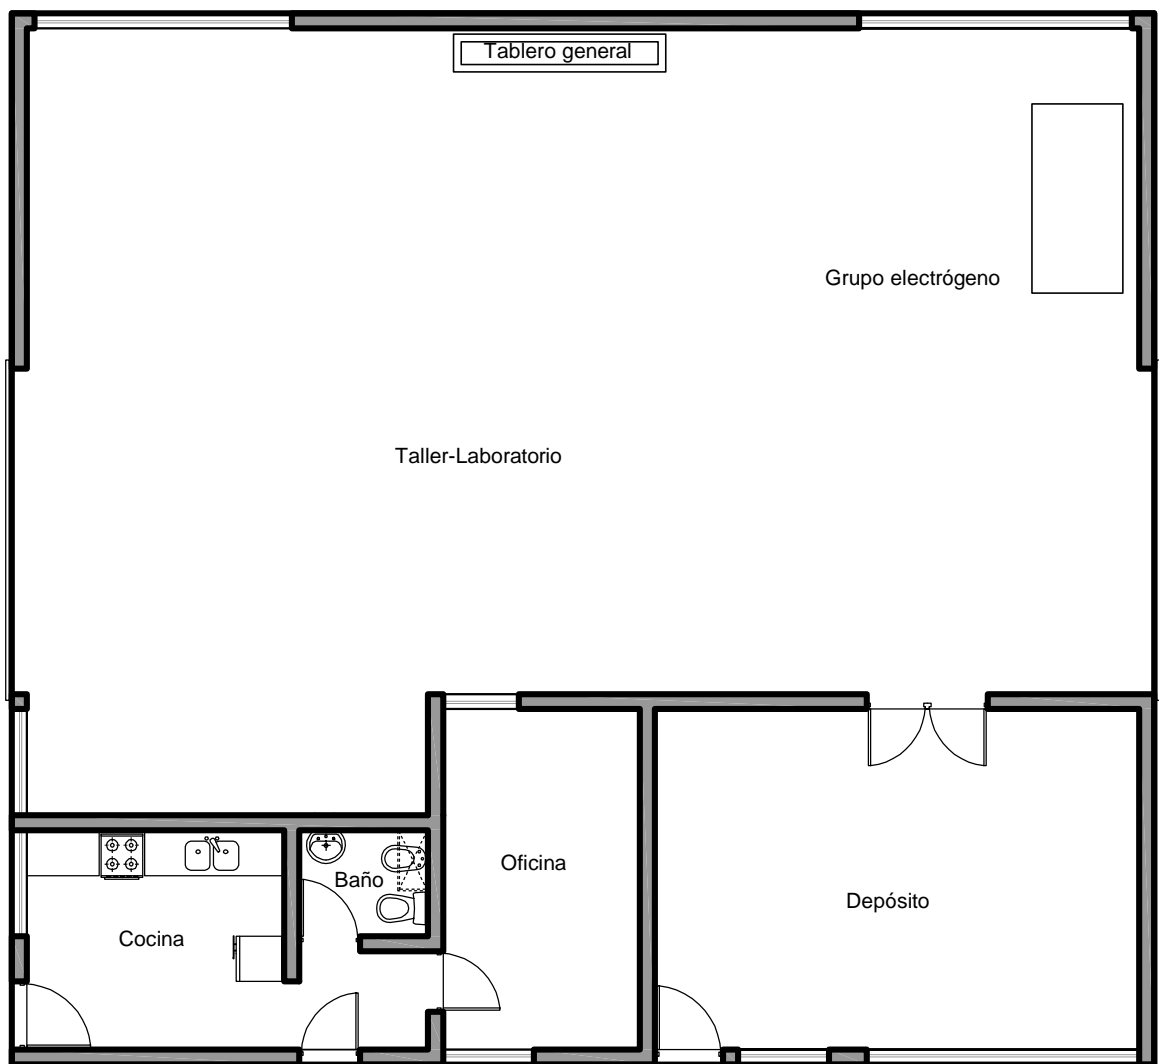 Tablero general
Grupo electrógeno
Taller-Laboratorio
Oficina
Baño
Depósito
Cocina